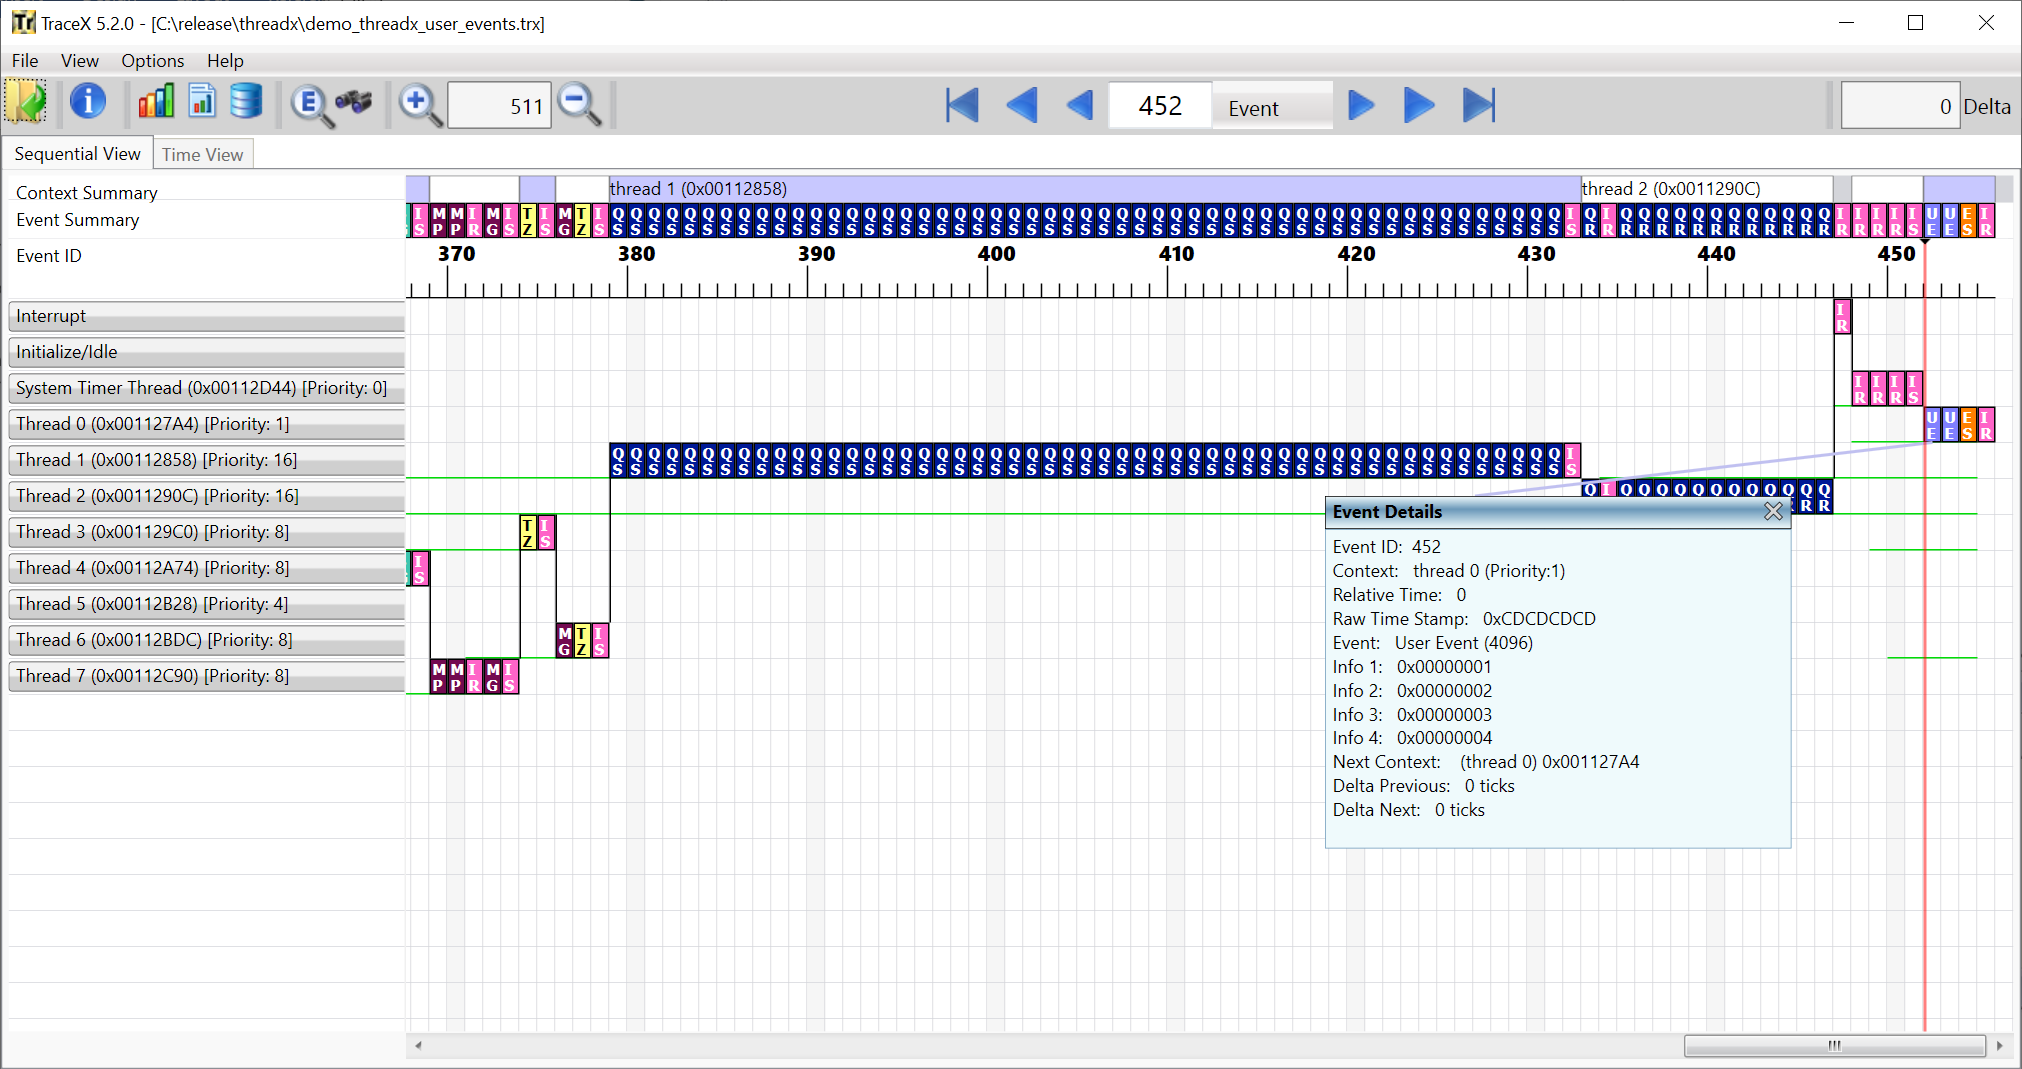 TraceX 5.2.0 - [C:\release\threadx\demo_threadx_user_events.trx]
File View Options Help
511 452 Event 0 Delta
Sequential View Time View
Context Summary thread 1 (0x00112858) thread 2 (0x0011290C)
Event Summary
Event ID 370 380 390 400 410 420 430 440 450
Interrupt
Initialize/Idle
System Timer Thread (0x00112D44) [Priority: 0]
Thread 0 (0x001127A4) [Priority: 1]
Thread 1 (0x00112858) [Priority: 16]
Thread 2 (0x0011290C) [Priority: 16]
Thread 3 (0x001129C0) [Priority: 8]
Thread 4 (0x00112A74) [Priority: 8]
Thread 5 (0x00112B28) [Priority: 4]
Thread 6 (0x00112BDC) [Priority: 8]
Thread 7 (0x00112C90) [Priority: 8]
Event Details
Event ID: 452
Context: thread 0 (Priority:1)
Relative Time: 0
Raw Time Stamp: 0xCDCDCDCD
Event: User Event (4096)
Info 1: 0x00000001
Info 2: 0x00000002
Info 3: 0x00000003
Info 4: 0x00000004
Next Context: (thread 0) 0x001127A4
Delta Previous: 0 ticks
Delta Next: 0 ticks